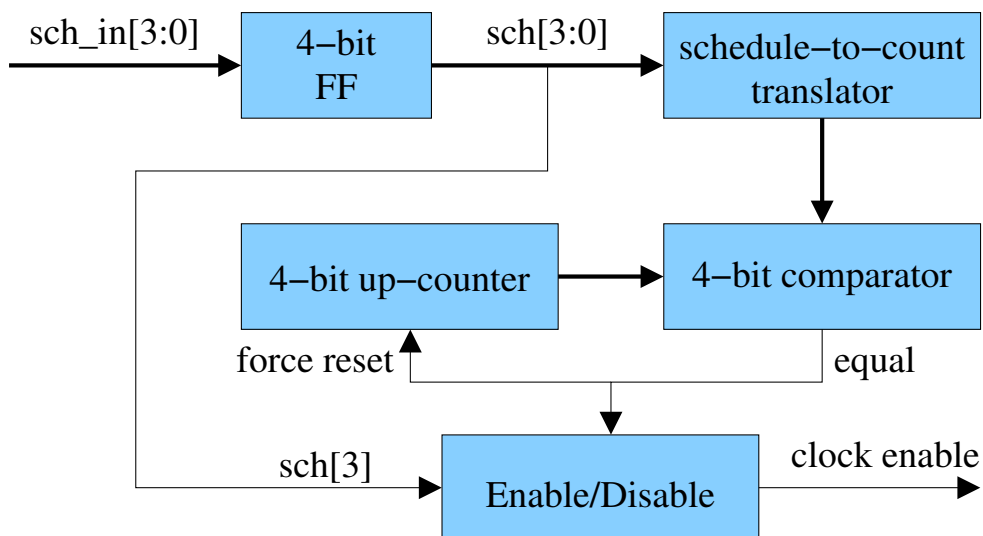 sch_in[3:0]
4−bit
FF
sch[3:0]
schedule−to−count
translator
4−bit up−counter
4−bit comparator
force reset
equal
sch[3]
Enable/Disable
clock enable